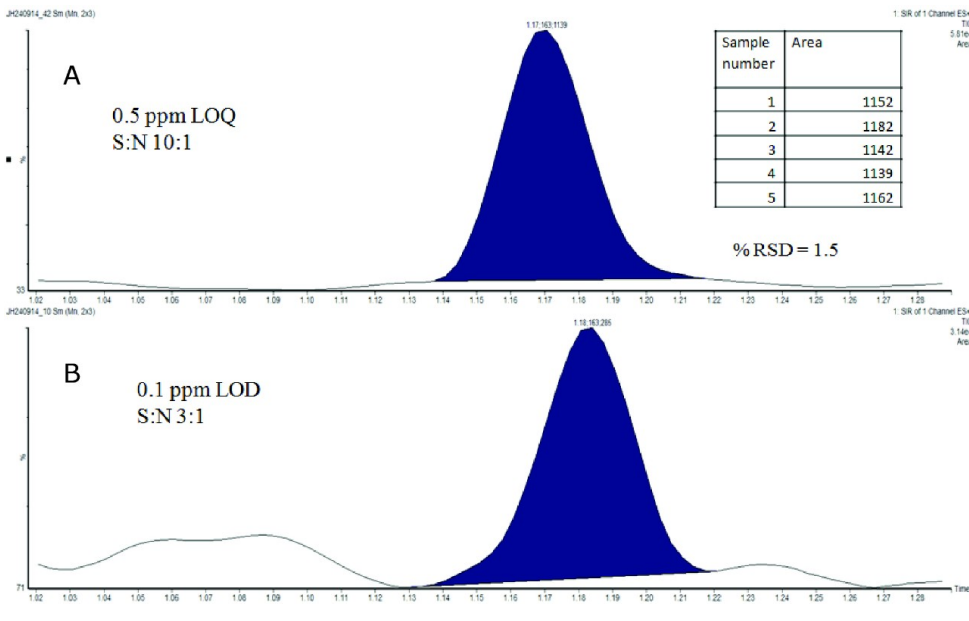 JH240914_42 Sm (Mn, 2x3)
1: SIR of 1 Channel ES+
1.17;163;1139
A
0.5 ppm LOQ
S:N 10:1
Sample number Area
1 1152
2 1182
3 1142
4 1139
5 1162
% RSD = 1.5
%
33
1.02 1.03 1.04 1.05 1.06 1.07 1.08 1.09 1.10 1.11 1.12 1.13 1.14 1.15 1.16 1.17 1.18 1.19 1.20 1.21 1.22 1.23 1.24 1.25 1.26 1.27 1.28
JH240914_10 Sm (Mn, 2x3)
1: SIR of 1 Channel ES+
1.18;163;285
B
0.1 ppm LOD
S:N 3:1
%
71
Time
1.02 1.03 1.04 1.05 1.06 1.07 1.08 1.09 1.10 1.11 1.12 1.13 1.14 1.15 1.16 1.17 1.18 1.19 1.20 1.21 1.22 1.23 1.24 1.25 1.26 1.27 1.28